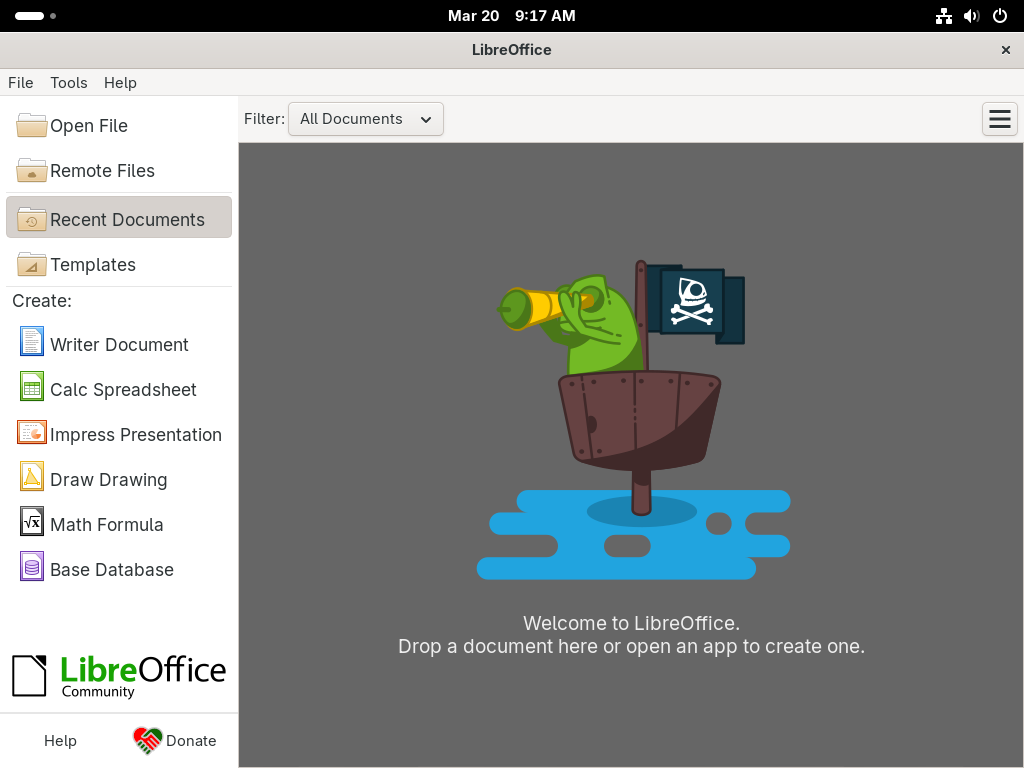 Mar 20 9:17 AM
LibreOffice
File Tools Help
Open File
Remote Files
Recent Documents
Templates
Create:
Writer Document
Calc Spreadsheet
Impress Presentation
Draw Drawing
Math Formula
Base Database
LibreOffice
Community
Help Donate
Filter: All Documents
Welcome to LibreOffice.
Drop a document here or open an app to create one.